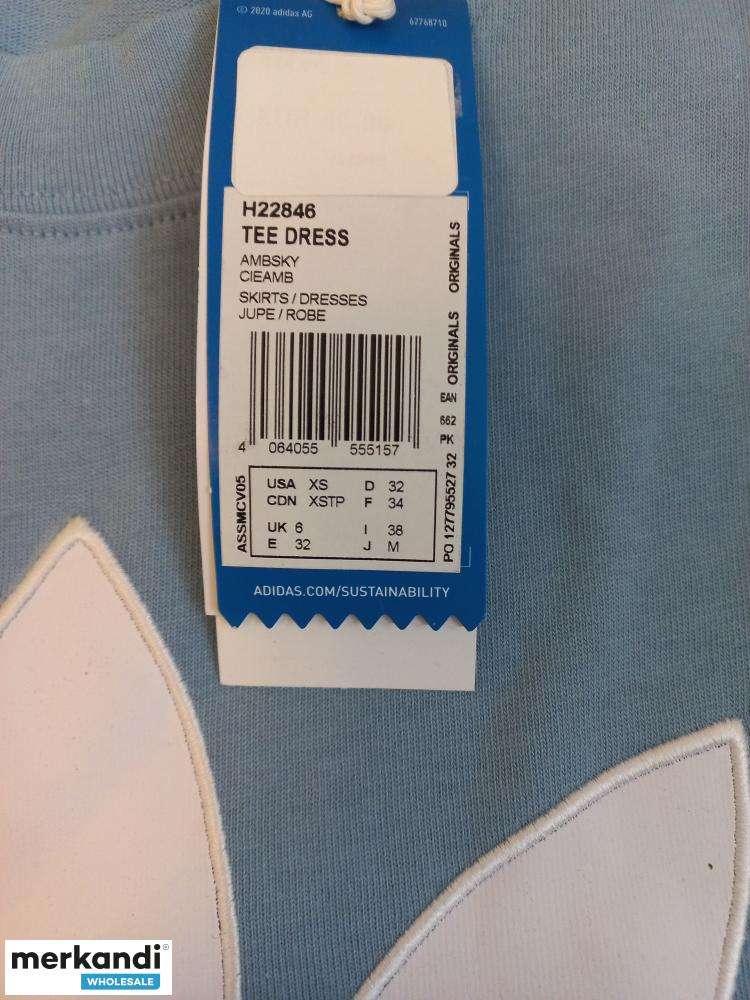 © 2020 adidas AG
62768710
H22846
TEE DRESS
AMBSKY
CIEAMB
SKIRTS / DRESSES
JUPE / ROBE
ORIGINALS ORIGINALS
EAN
662
PK
PO 127795527 32
4 064055 555157
ASSMCV05
USA XS D 32
CDN XSTP F 34
UK 6 I 38
E 32 J M
ADIDAS.COM/SUSTAINABILITY
merkandi®
WHOLESALE